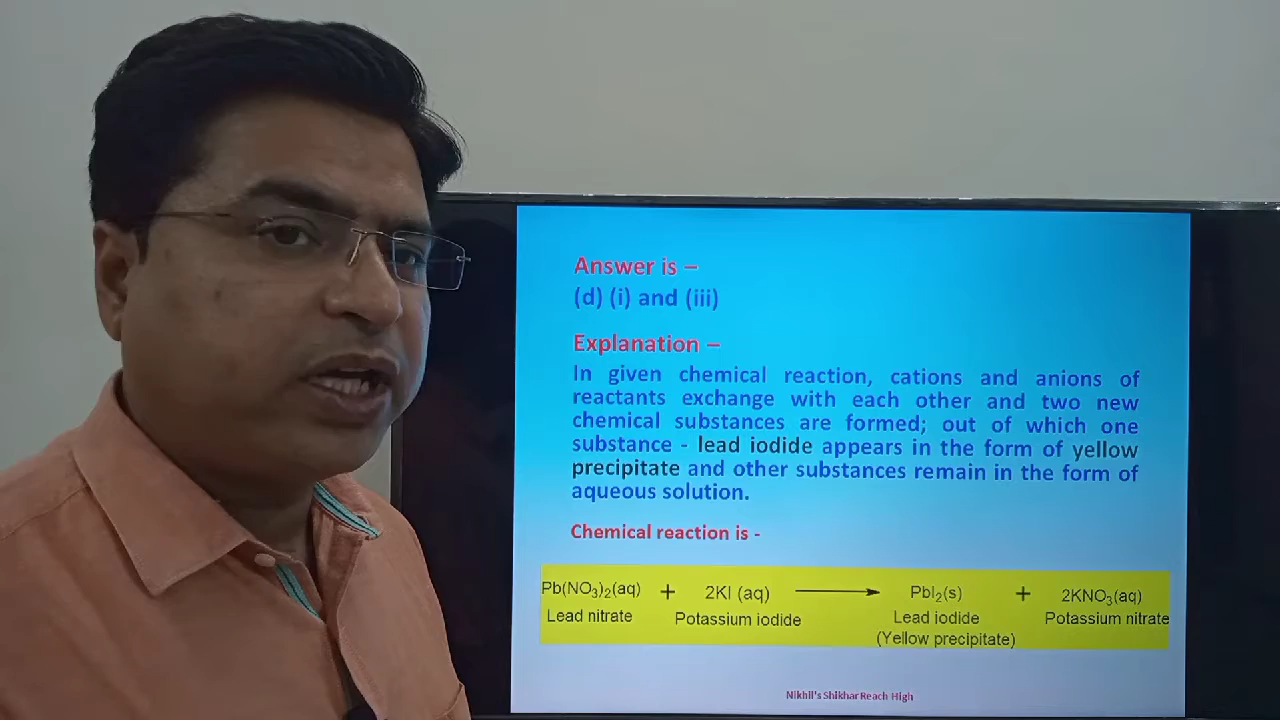 Answer is –
(d) (i) and (iii)
Explanation –
In given chemical reaction, cations and anions of
reactants exchange with each other and two new
chemical substances are formed; out of which one
substance - lead iodide appears in the form of yellow
precipitate and other substances remain in the form of
aqueous solution.
Chemical reaction is -
Pb(NO₃)₂(aq) + 2KI (aq) ⟶ PbI₂(s) + 2KNO₃(aq)
Lead nitrate Potassium iodide Lead iodide Potassium nitrate
(Yellow precipitate)
Nikhil's Shikhar Reach High